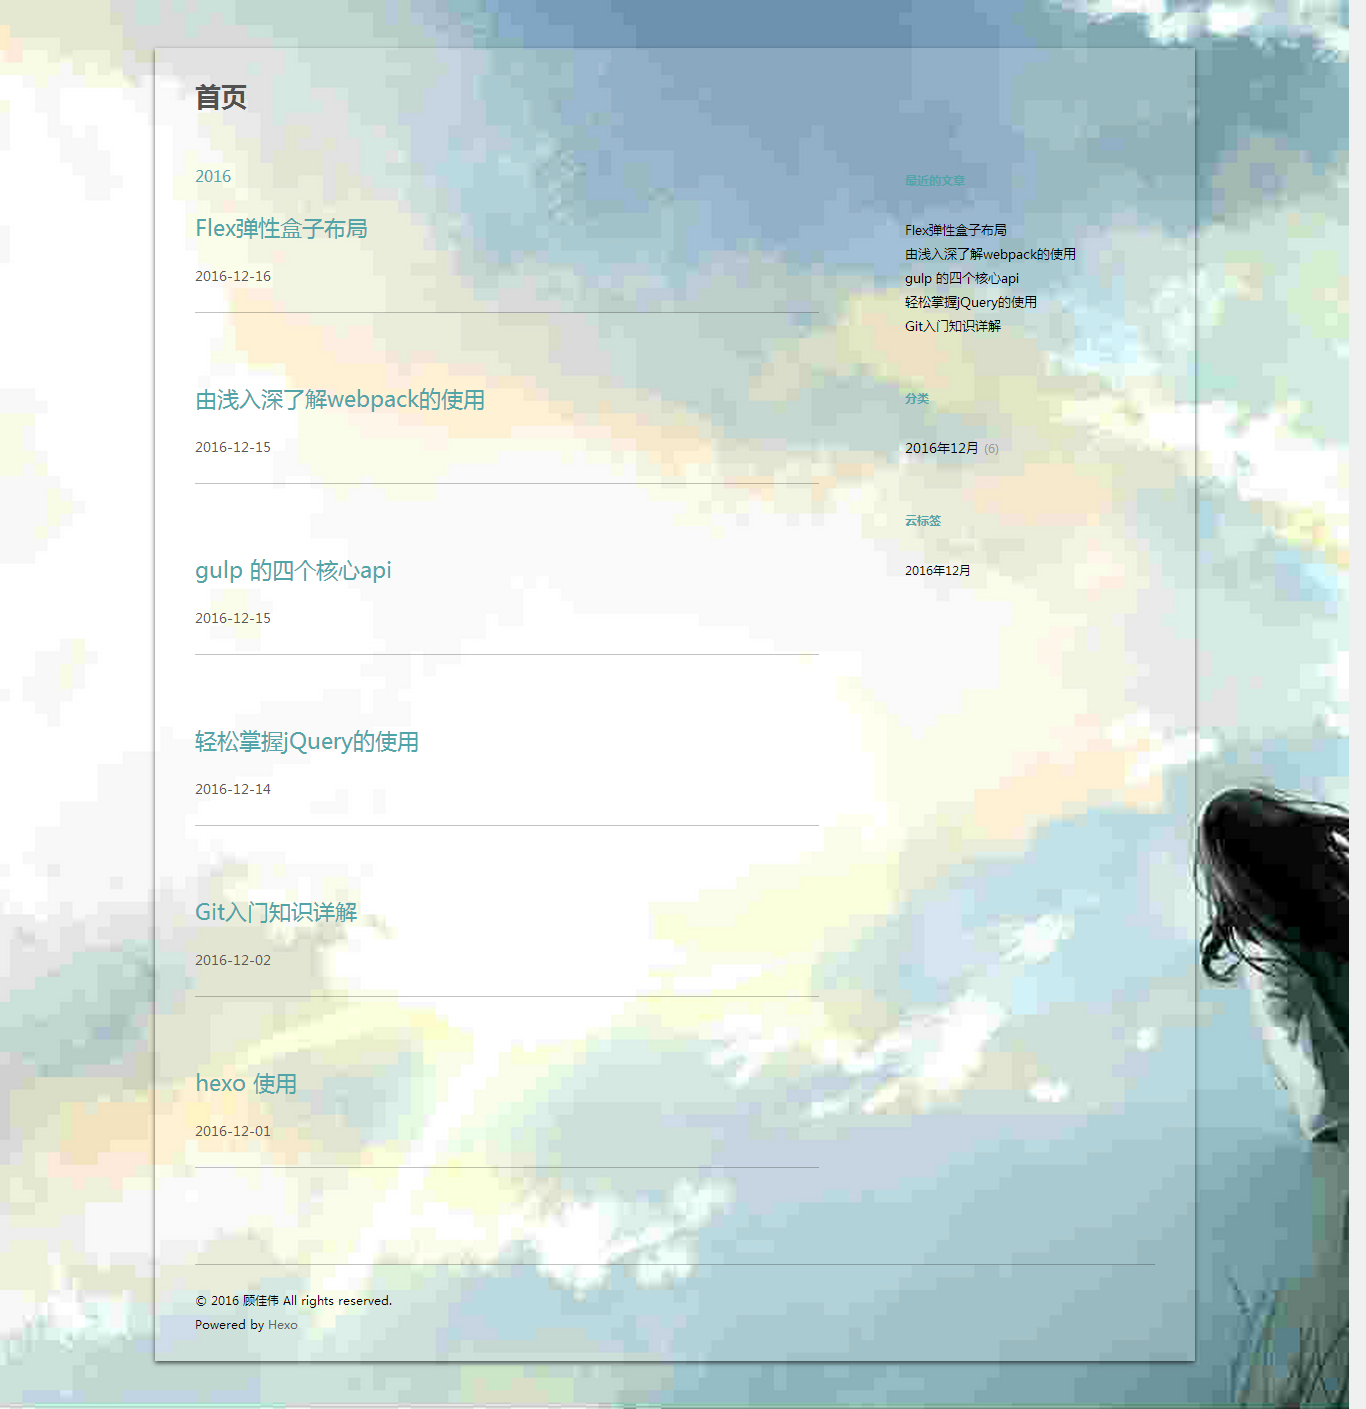 首页
2016
Flex弹性盒子布局
2016-12-16
由浅入深了解webpack的使用
2016-12-15
gulp 的四个核心api
2016-12-15
轻松掌握jQuery的使用
2016-12-14
Git入门知识详解
2016-12-02
hexo 使用
2016-12-01
最近的文章
Flex弹性盒子布局
由浅入深了解webpack的使用
gulp 的四个核心api
轻松掌握jQuery的使用
Git入门知识详解
分类
2016年12月 (6)
云标签
2016年12月
© 2016 顾佳伟 All rights reserved.
Powered by Hexo